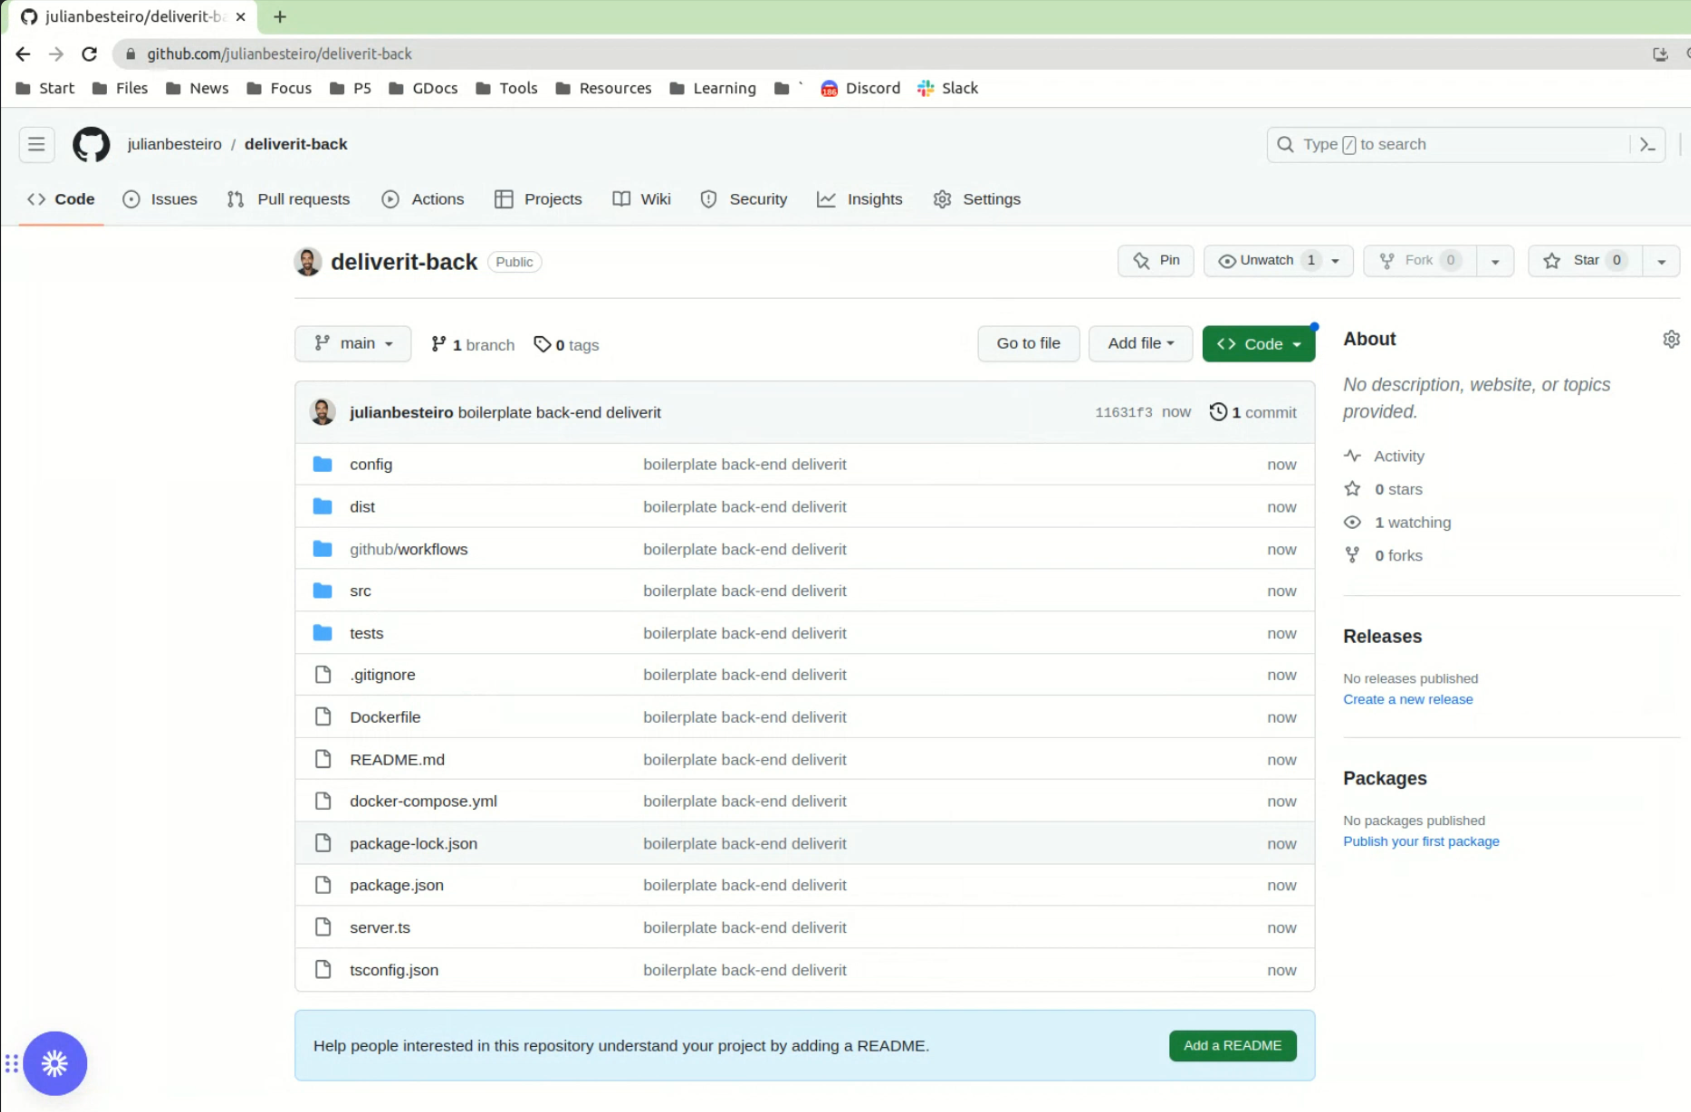 julianbesteiro/deliverit-b
github.com/julianbesteiro/deliverit-back
Start Files News Focus P5 GDocs Tools Resources Learning ` Discord Slack
julianbesteiro / deliverit-back
Type / to search
Code Issues Pull requests Actions Projects Wiki Security Insights Settings
deliverit-back Public
Pin Unwatch 1 Fork 0 Star 0
main 1 branch 0 tags Go to file Add file Code
julianbesteiro boilerplate back-end deliverit 11631f3 now 1 commit
config boilerplate back-end deliverit now
dist boilerplate back-end deliverit now
github/workflows boilerplate back-end deliverit now
src boilerplate back-end deliverit now
tests boilerplate back-end deliverit now
.gitignore boilerplate back-end deliverit now
Dockerfile boilerplate back-end deliverit now
README.md boilerplate back-end deliverit now
docker-compose.yml boilerplate back-end deliverit now
package-lock.json boilerplate back-end deliverit now
package.json boilerplate back-end deliverit now
server.ts boilerplate back-end deliverit now
tsconfig.json boilerplate back-end deliverit now
Help people interested in this repository understand your project by adding a README. Add a README
About
No description, website, or topics
provided.
Activity
0 stars
1 watching
0 forks
Releases
No releases published
Create a new release
Packages
No packages published
Publish your first package